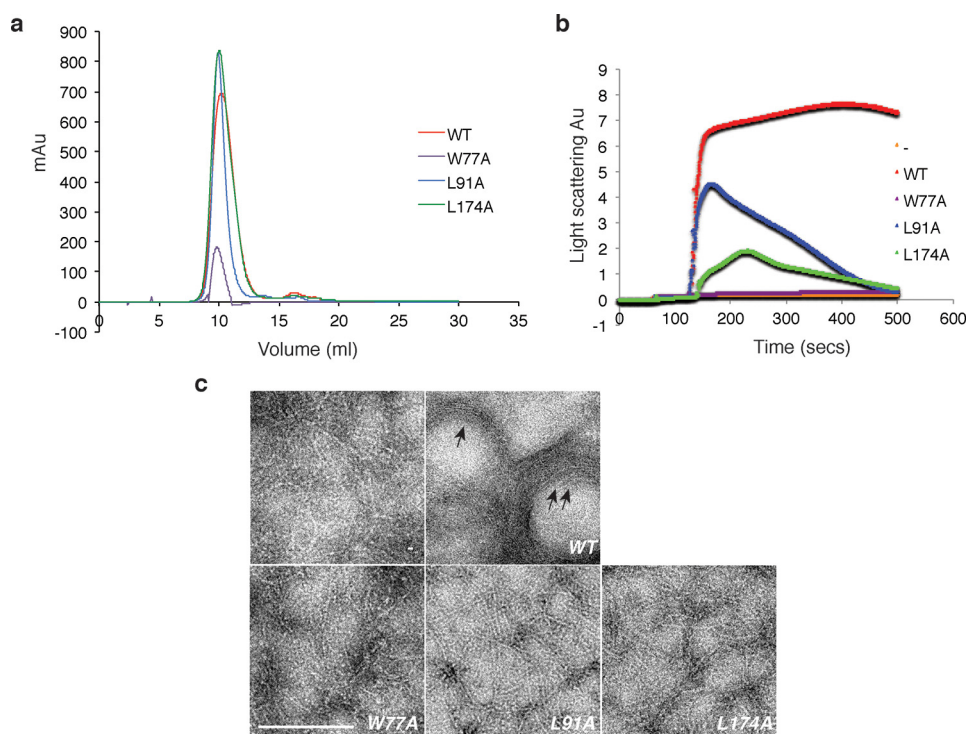 a
mAu
900
800
700
600
500
400
300
200
100
0
-100
0 5 10 15 20 25 30 35
Volume (ml)
WT
W77A
L91A
L174A
b
Light scattering Au
9
8
7
6
5
4
3
2
1
0
-1
0 100 200 300 400 500 600
Time (secs)
-
WT
W77A
L91A
L174A
c
-
WT
W77A
L91A
L174A